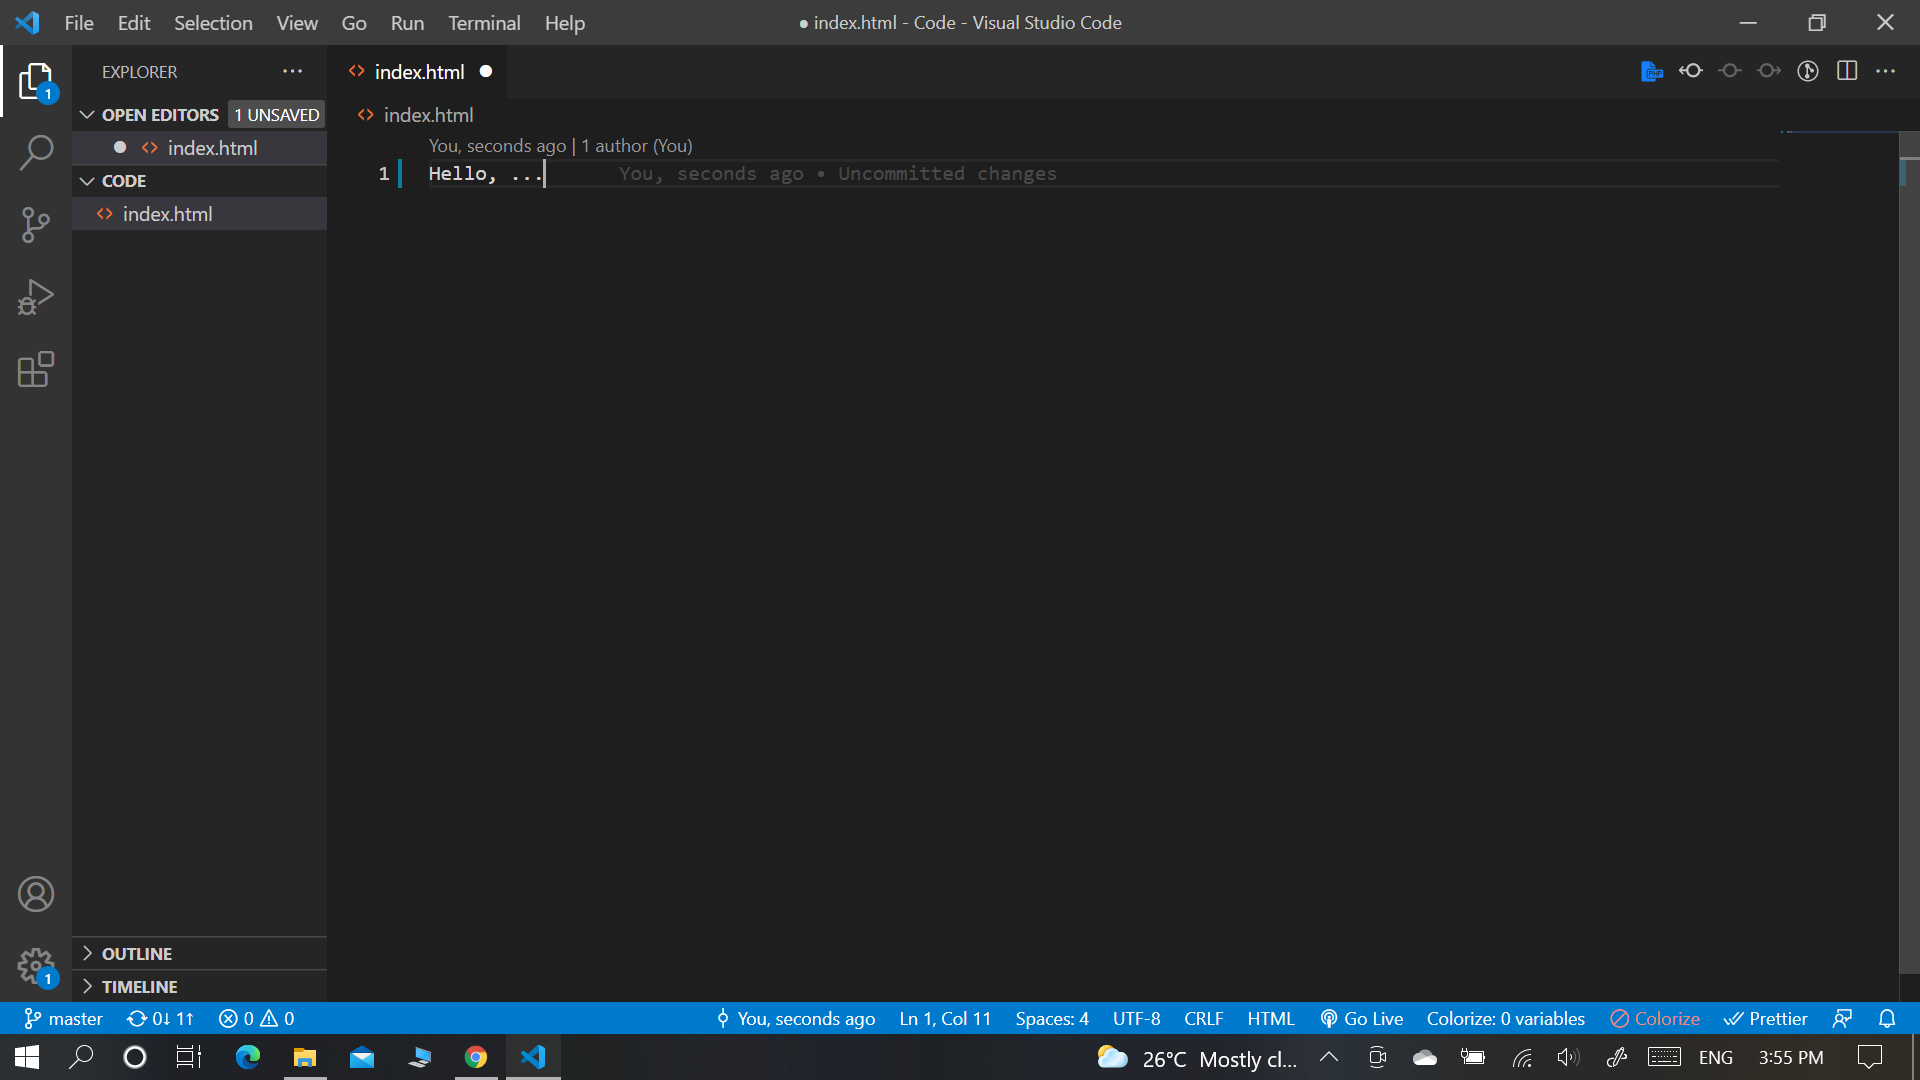 File Edit Selection View Go Run Terminal Help
● index.html - Code - Visual Studio Code
EXPLORER
index.html
1
OPEN EDITORS 1 UNSAVED
index.html
You, seconds ago | 1 author (You)
index.html
1 Hello, ... You, seconds ago • Uncommitted changes
CODE
index.html
OUTLINE
1
TIMELINE
master 0↓ 1↑ 0 0 You, seconds ago Ln 1, Col 11 Spaces: 4 UTF-8 CRLF HTML Go Live Colorize: 0 variables Colorize Prettier
26°C Mostly cl... ENG 3:55 PM